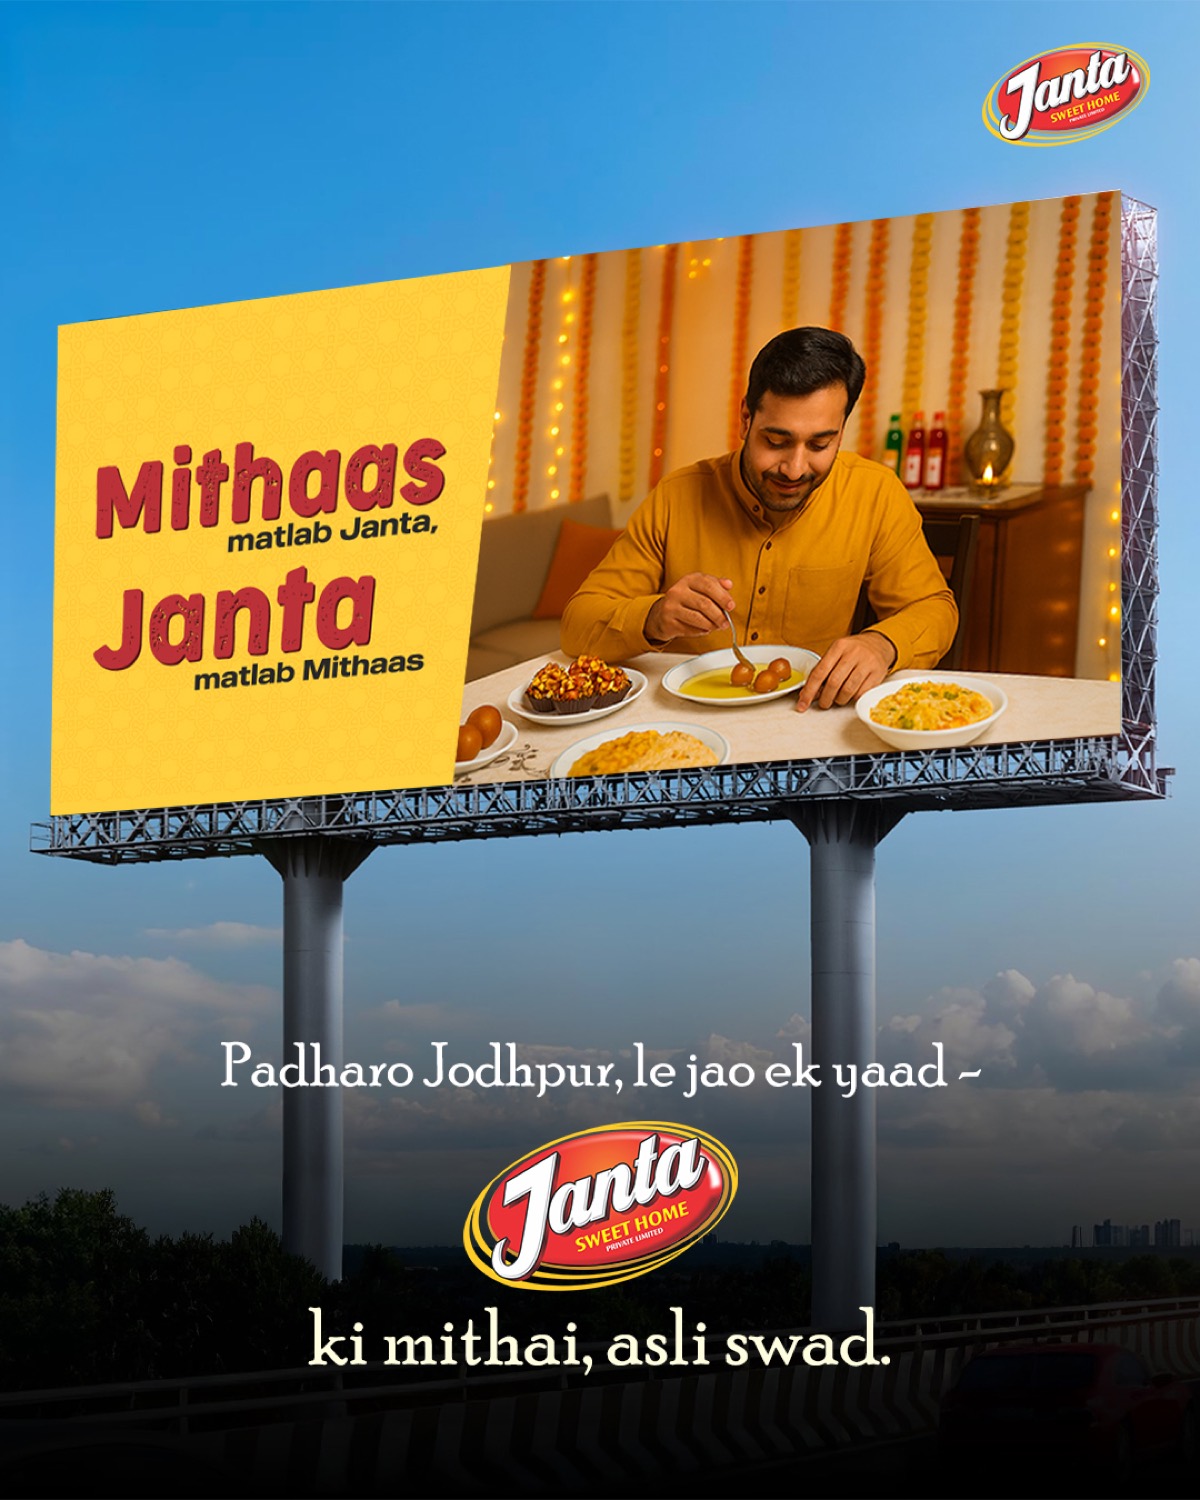 Janta
SWEET HOME
PRIVATE LIMITED
Mithaas
matlab Janta,
Janta
matlab Mithaas
Padharo Jodhpur, le jao ek yaad -
Janta
SWEET HOME
PRIVATE LIMITED
ki mithai, asli swad.